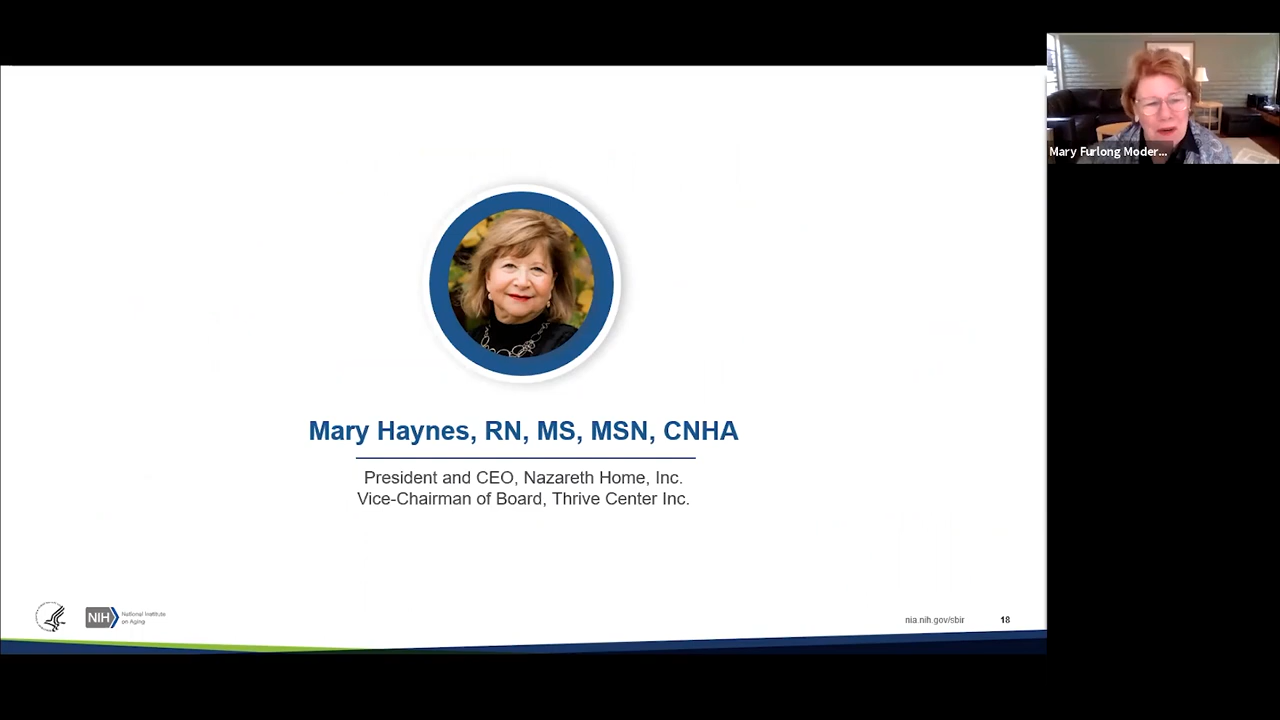 Mary Furlong Moder...
Mary Haynes, RN, MS, MSN, CNHA
President and CEO, Nazareth Home, Inc.
Vice-Chairman of Board, Thrive Center Inc.
NIH
National Institute
on Aging
nia.nih.gov/sbir
18